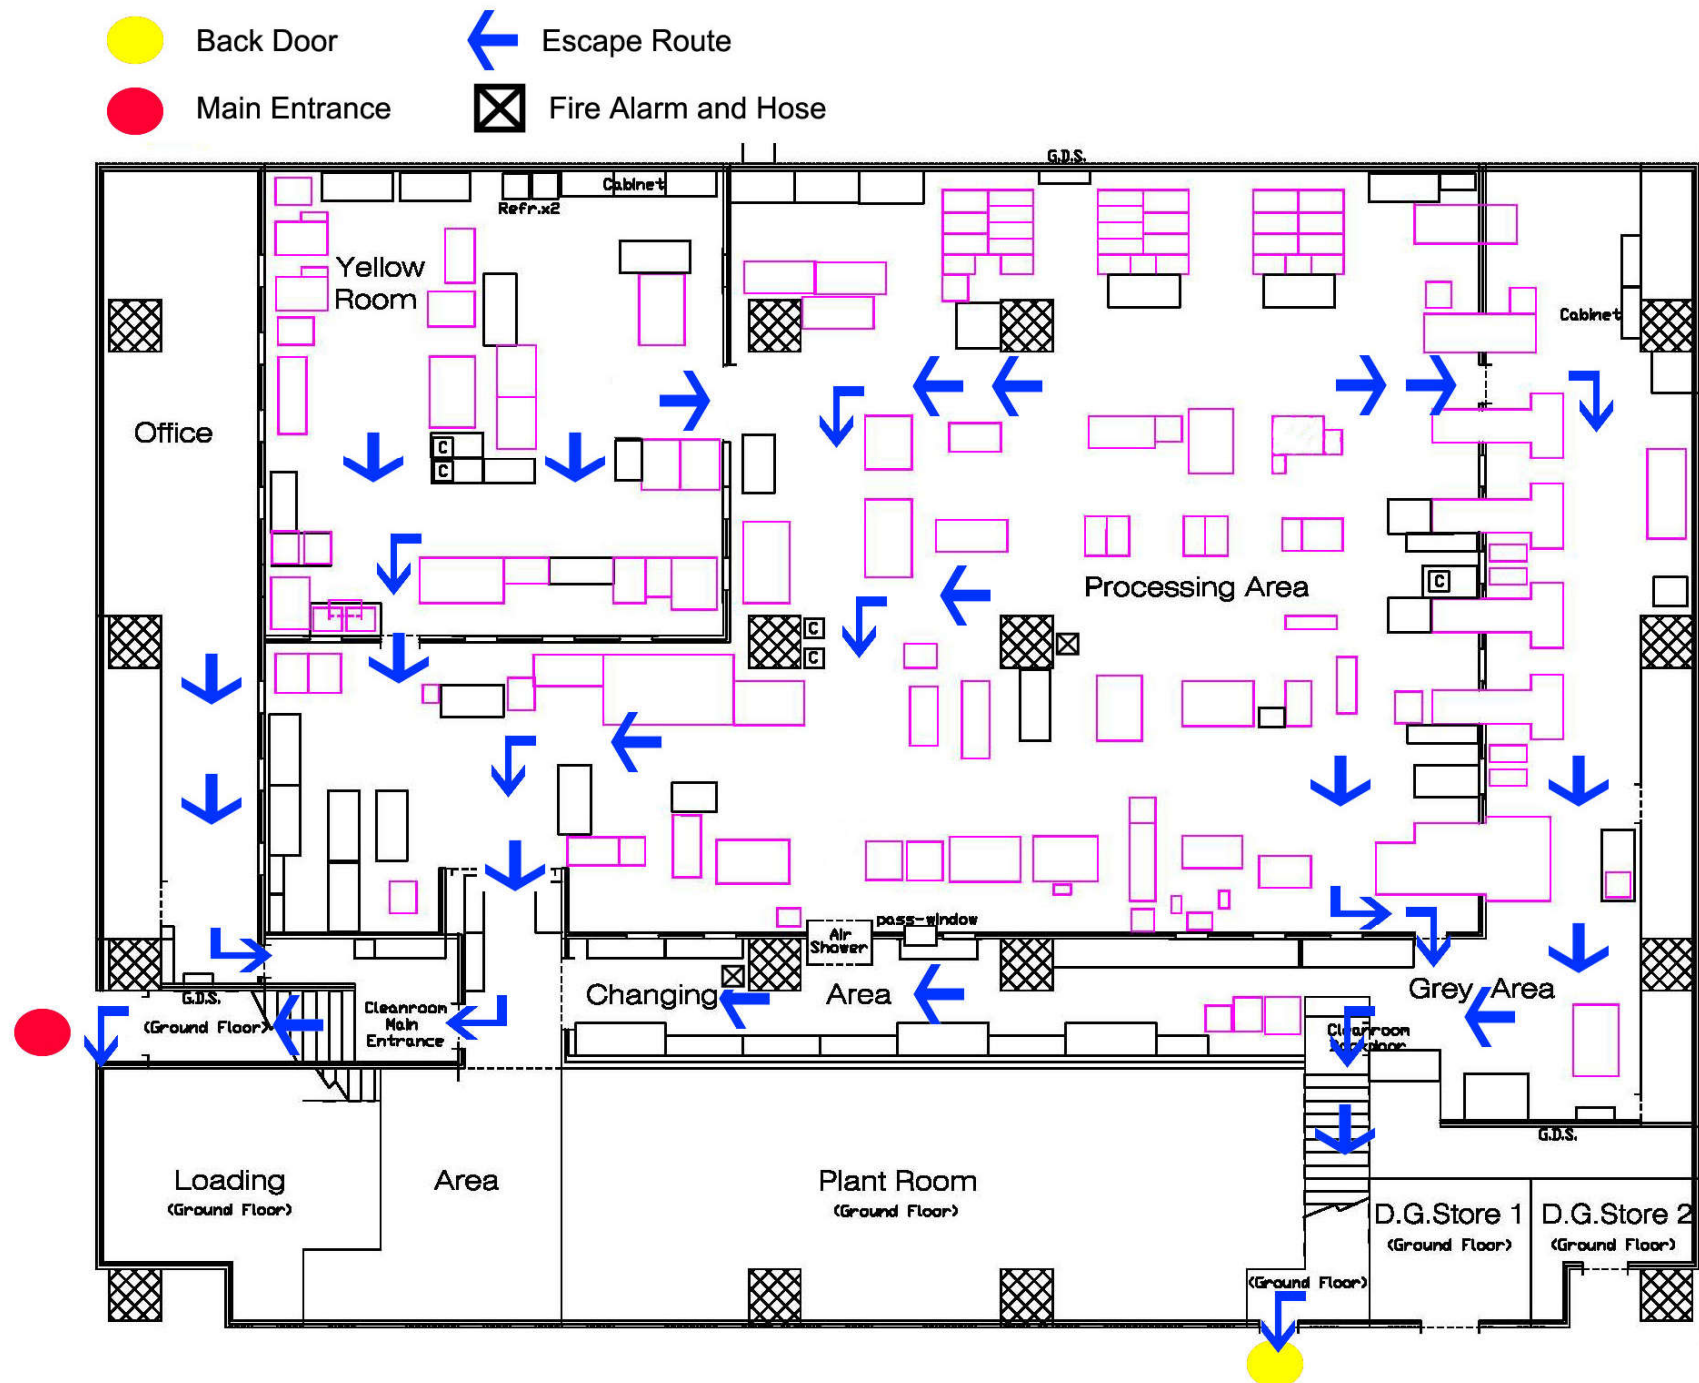 Back Door
Escape Route
Main Entrance
Fire Alarm and Hose
G.D.S.
Cabinet
Refr.x2
Yellow
Room
Cabinet
Office
C
C
C
Processing Area
C
C
pass-window
Air
Shower
Changing
Area
Grey Area
G.D.S.
(Ground Floor)
Cleanroom
Main
Entrance
Cleanroom
Backdoor
G.D.S.
Loading
(Ground Floor)
Area
Plant Room
(Ground Floor)
D.G.Store 1
(Ground Floor)
D.G.Store 2
(Ground Floor)
(Ground Floor)